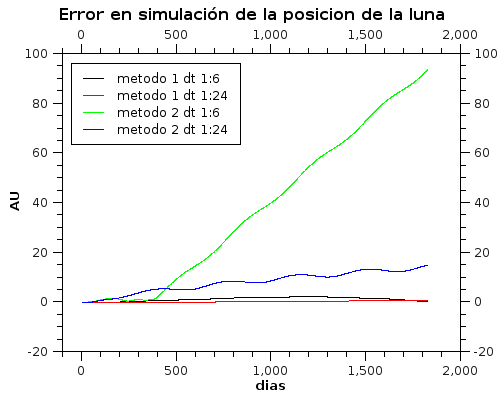 Error en simulación de la posicion de la luna
0 500 1,000 1,500 2,000
100 100
metodo 1 dt 1:6
metodo 1 dt 1:24
metodo 2 dt 1:6
metodo 2 dt 1:24
80 80
60 60
AU
40 40
20 20
0 0
-20 -20
0 500 1,000 1,500 2,000
dias